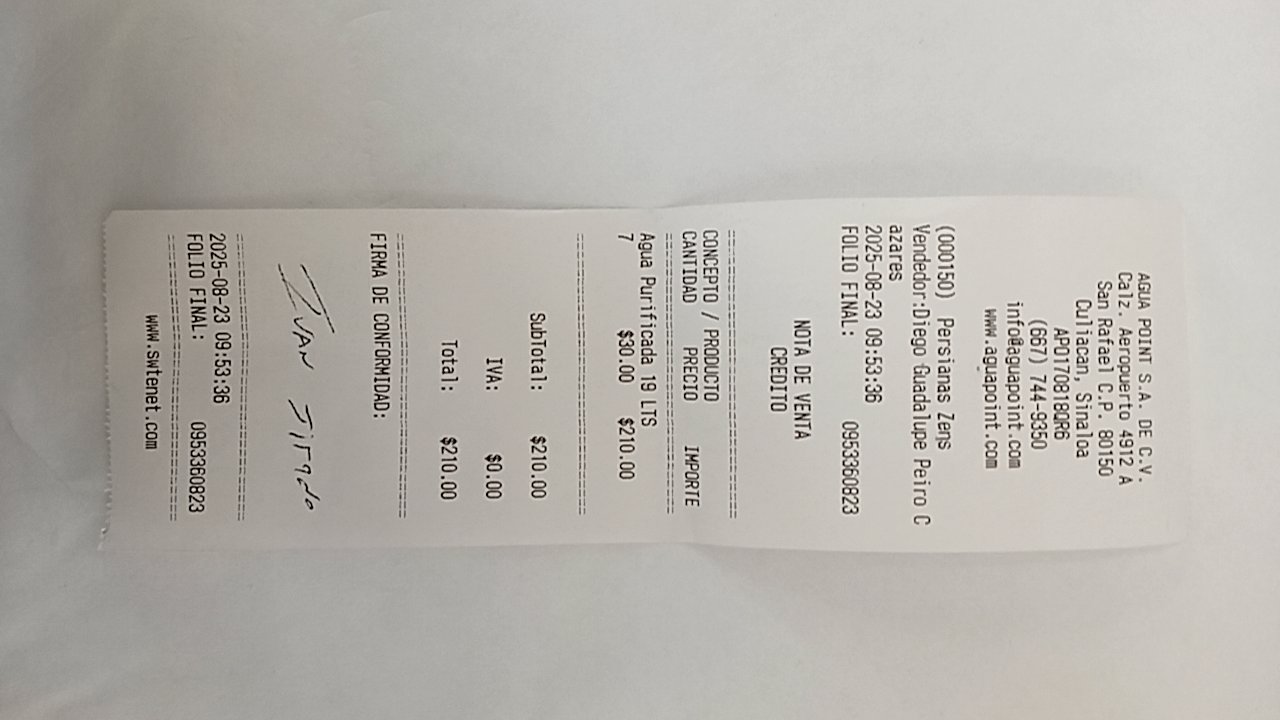 AGUA POINT S.A. DE C.V.
Calz. Aeropuerto 4912 A
San Rafael C.P. 80150
Culiacan, Sinaloa
APO170818QR6
(667) 744-9350
info@aguapoint.com
www.aguapoint.com
(000150) Persianas Zens
Vendedor:Diego Guadalupe Peiro C
azares
2025-08-23 09:53:36
FOLIO FINAL: 0953360823
NOTA DE VENTA
CREDITO
CONCEPTO / PRODUCTO
CANTIDAD PRECIO IMPORTE
Agua Purificada 19 LTS
7 $30.00 $210.00
SubTotal: $210.00
IVA: $0.00
Total: $210.00
FIRMA DE CONFORMIDAD:
IVAN
2025-08-23 09:53:36
FOLIO FINAL: 0953360823
www.swtenet.com